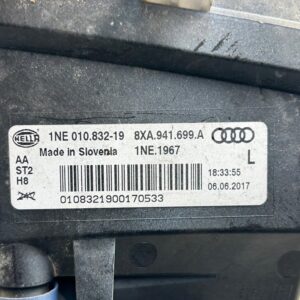 HELLA 1NE 010.832-19 8XA.941.699.A
Made in Slovenia 1NE.1967
AA
ST2
H8
L
18:33:55
06.06.2017
0108321900170533